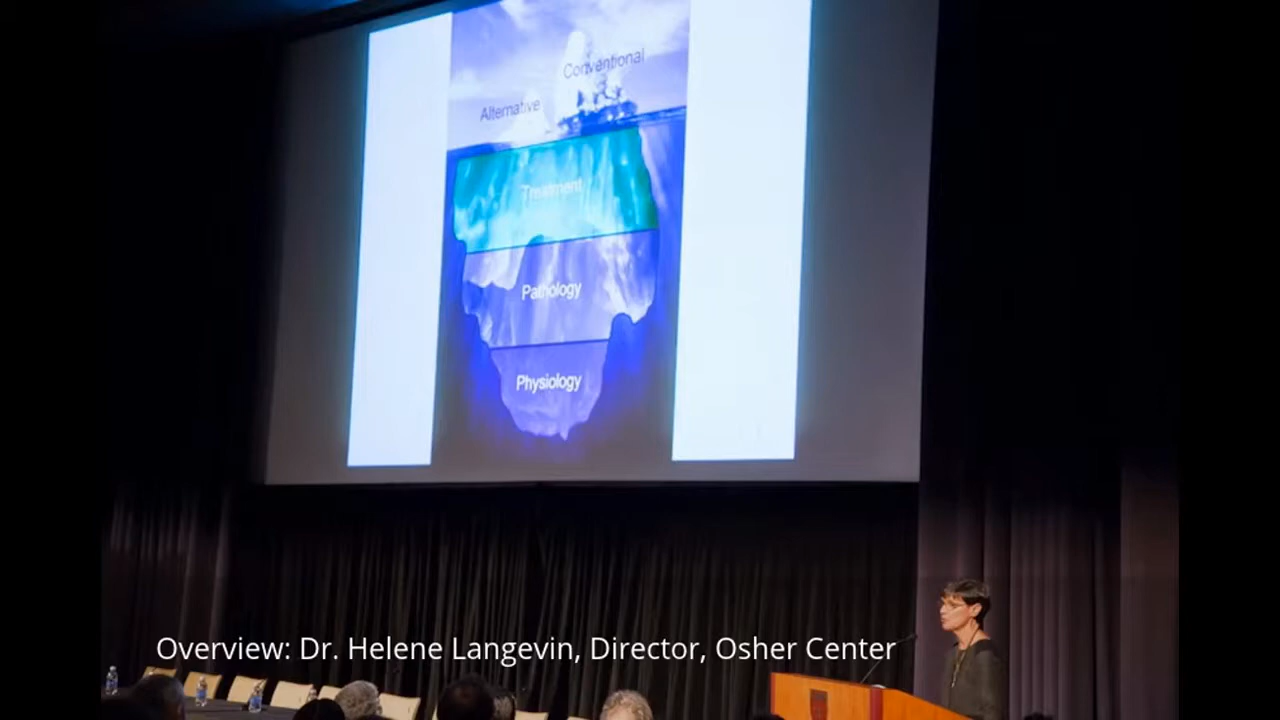 Conventional
Alternative
Treatment
Pathology
Physiology
Overview: Dr. Helene Langevin, Director, Osher Center